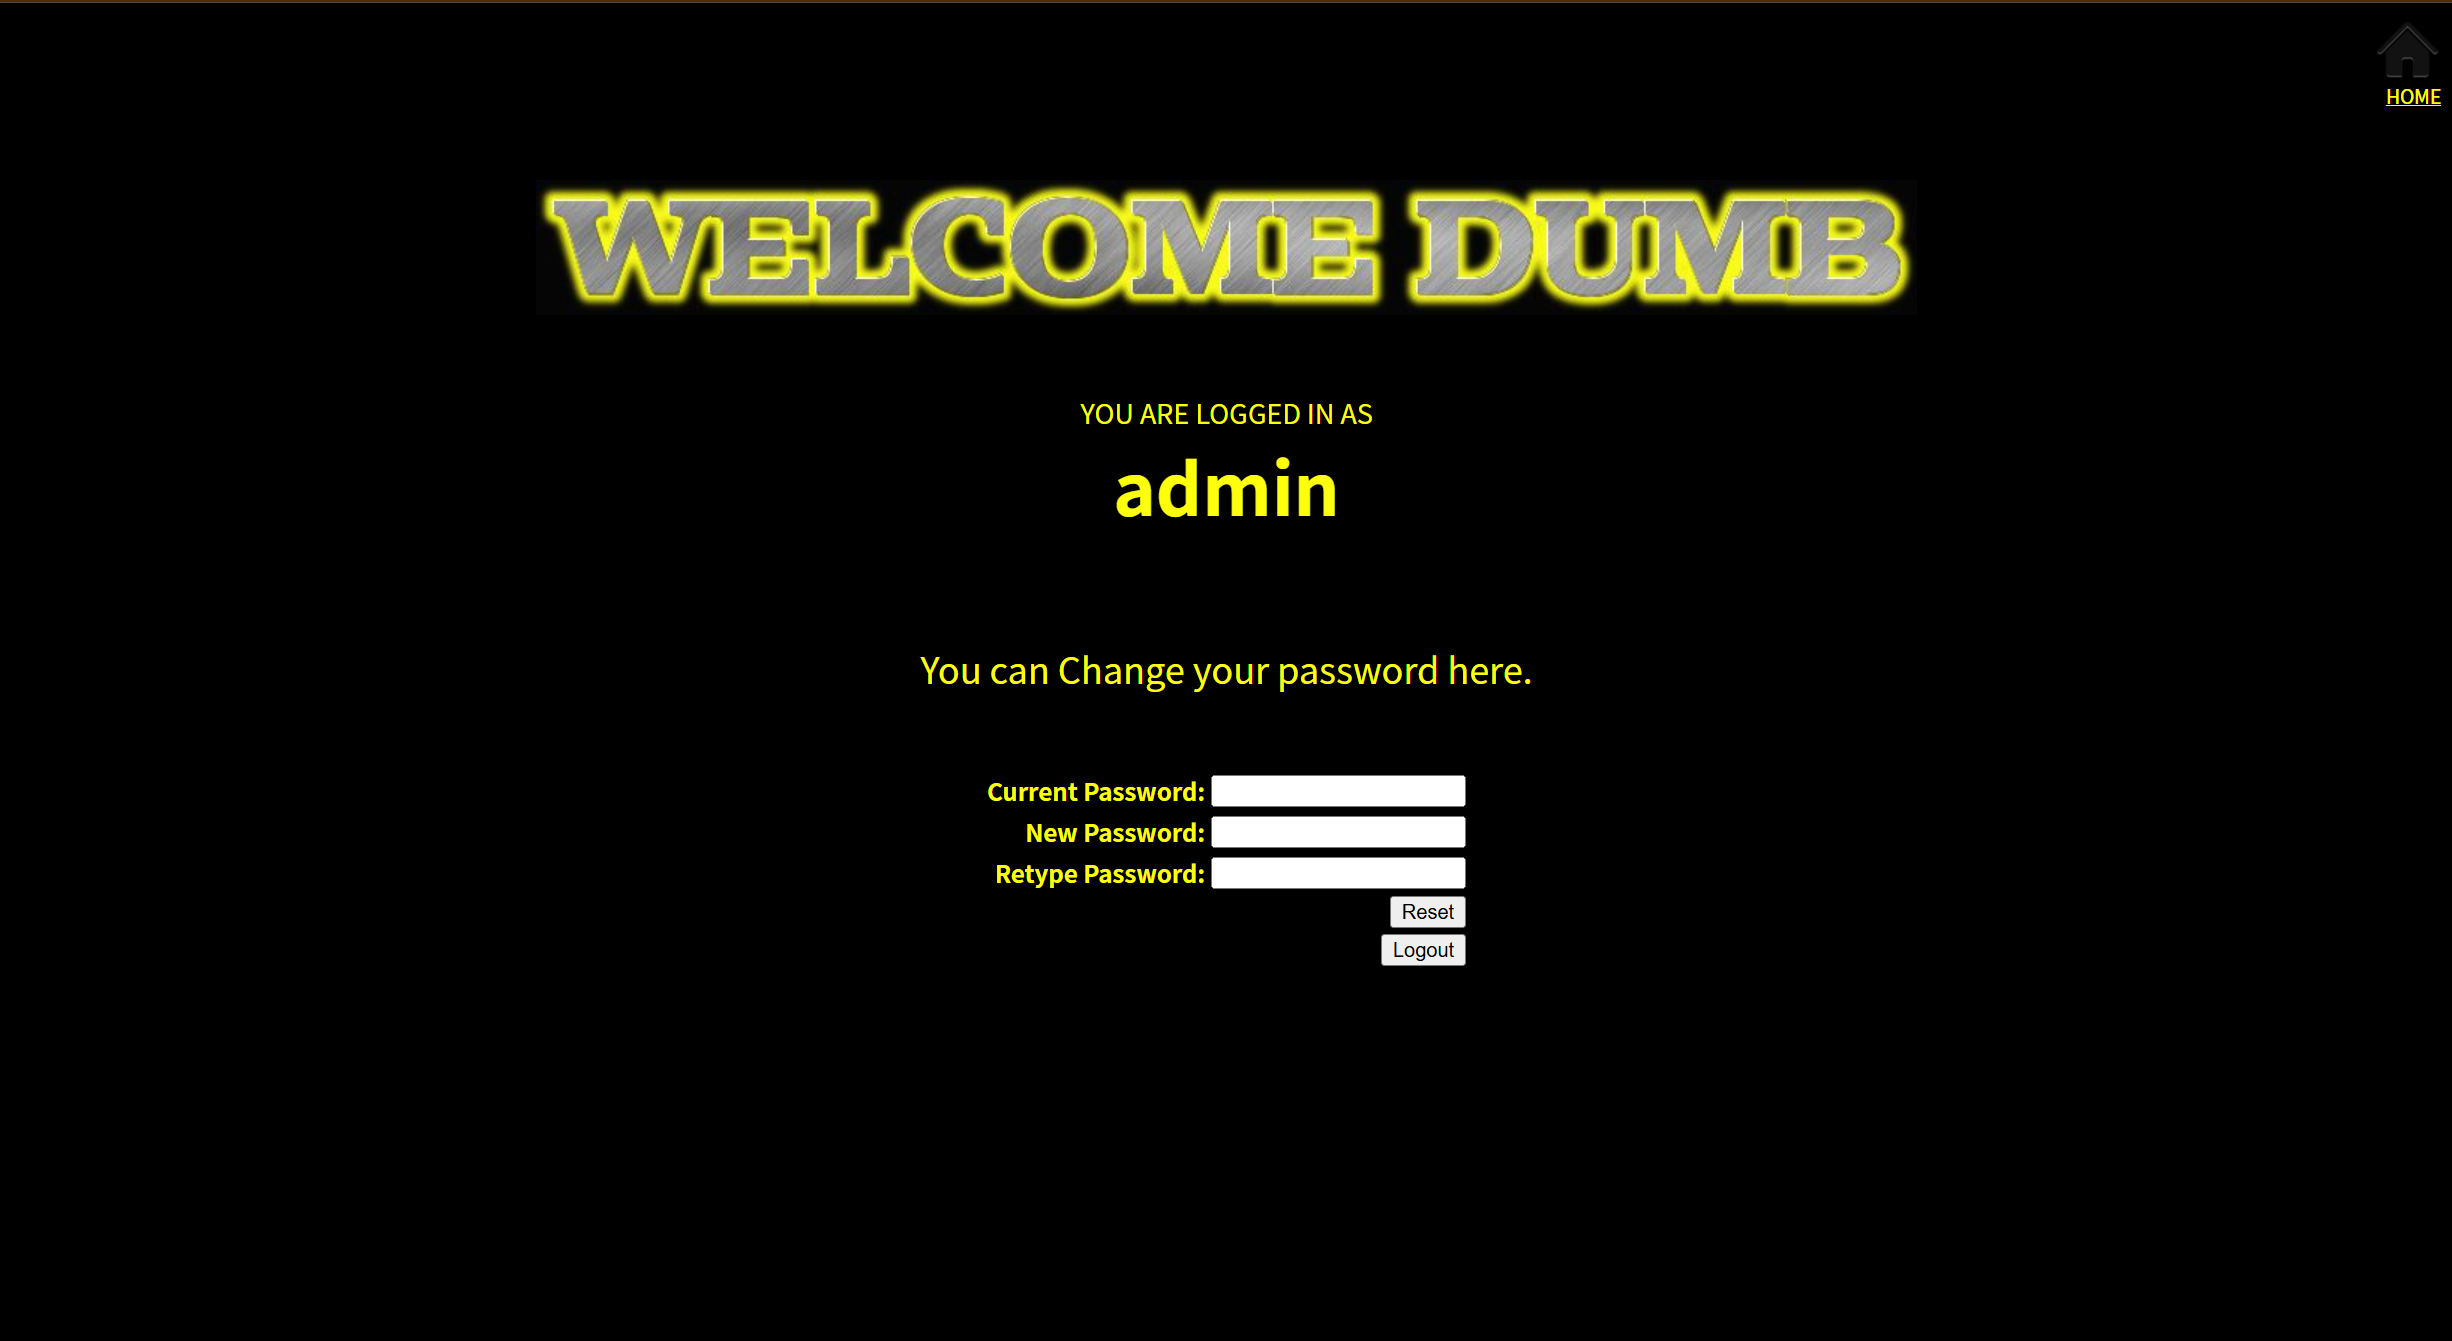 HOME
WELCOME DUMB
YOU ARE LOGGED IN AS
admin
You can Change your password here.
Current Password:
New Password:
Retype Password:
Reset
Logout